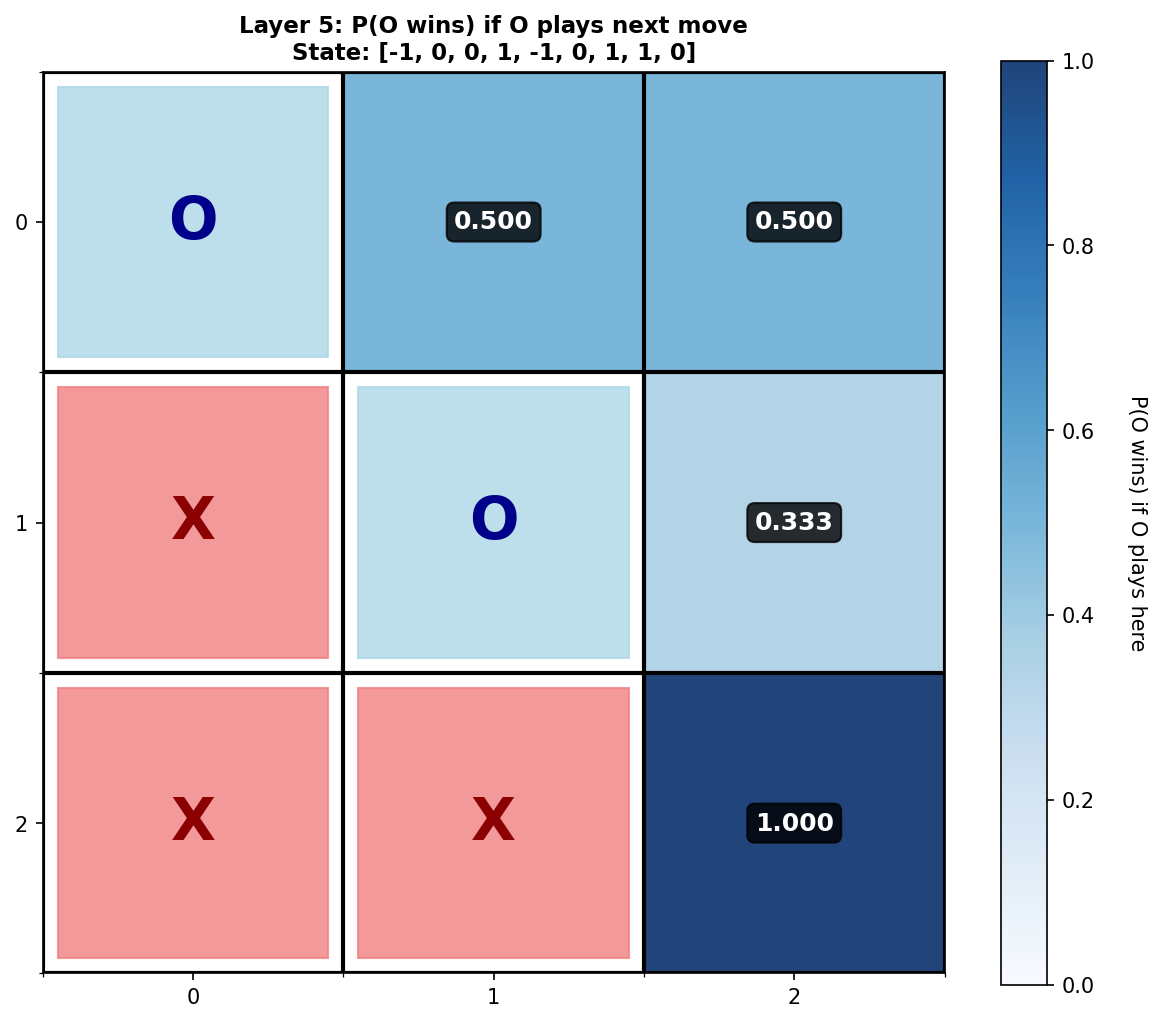 Layer 5: P(O wins) if O plays next move
State: [-1, 0, 0, 1, -1, 0, 1, 1, 0]
0
O
0.500
0.500
1
X
O
0.333
2
X
X
1.000
0
1
2
1.0
0.8
0.6
0.4
0.2
0.0
P(O wins) if O plays here